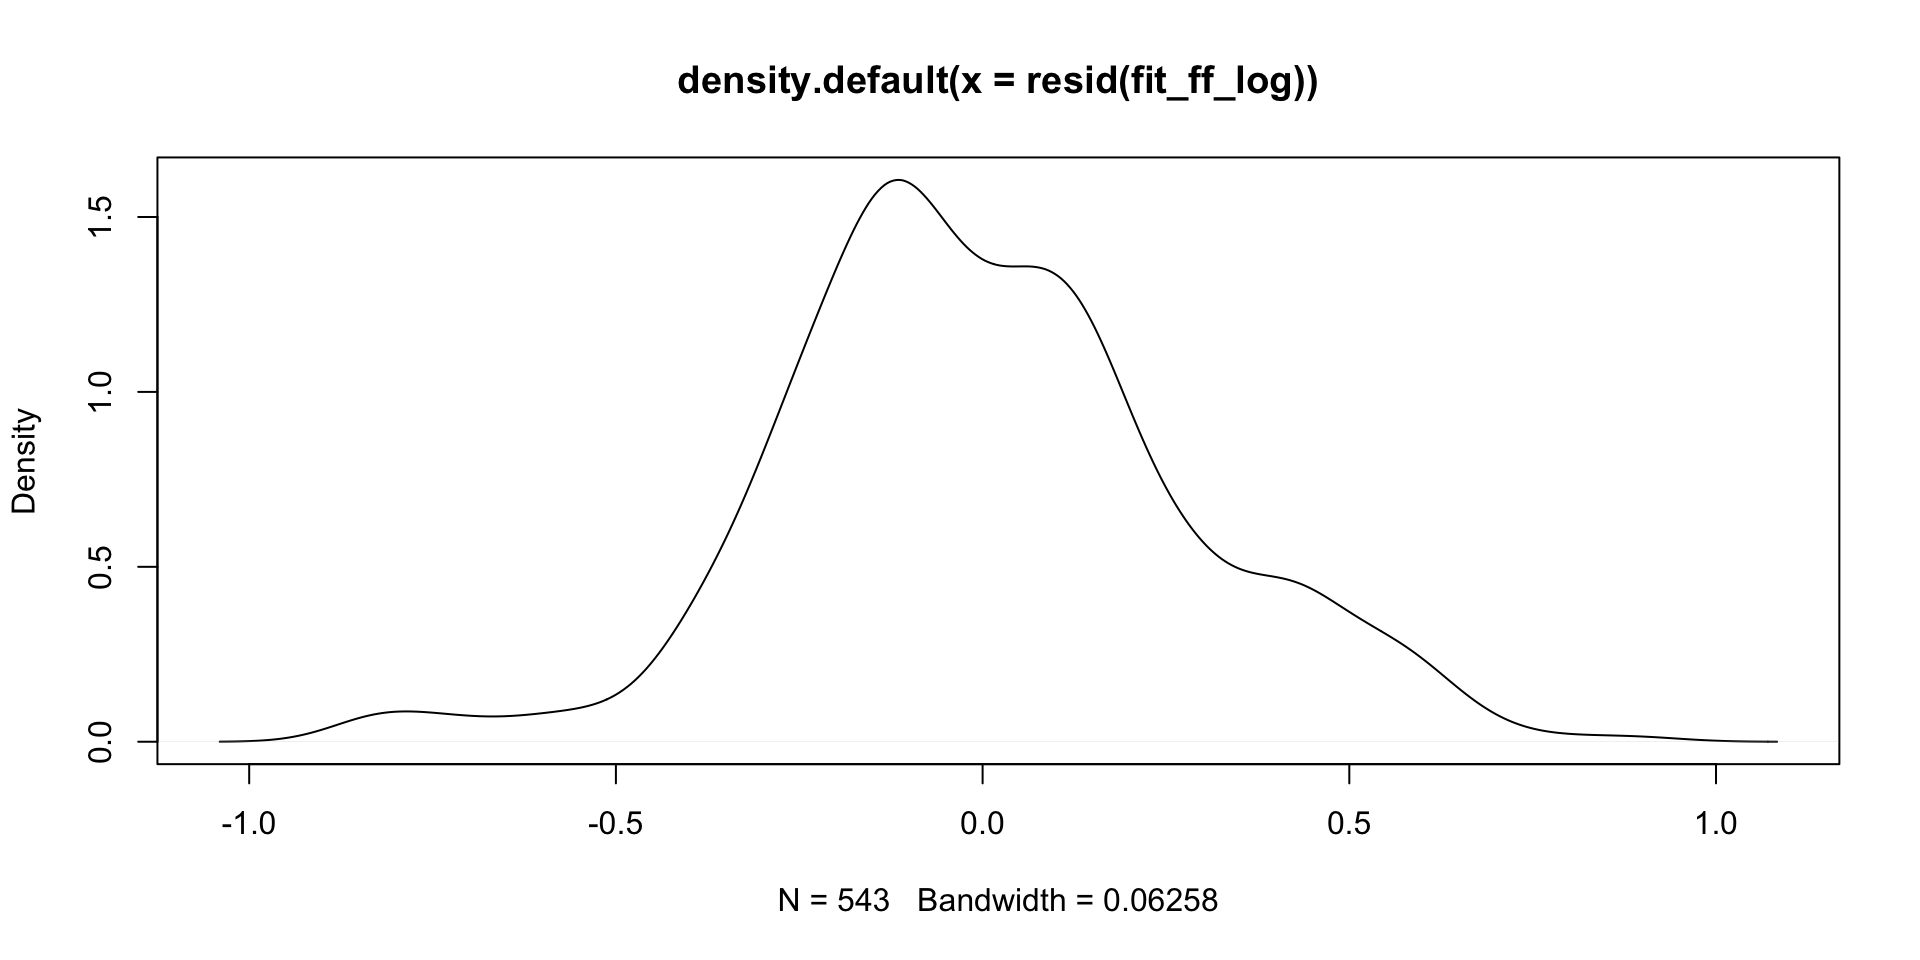 density.default(x = resid(fit_ff_log))
Density
1.5
1.0
0.5
0.0
-1.0 -0.5 0.0 0.5 1.0
N = 543 Bandwidth = 0.06258